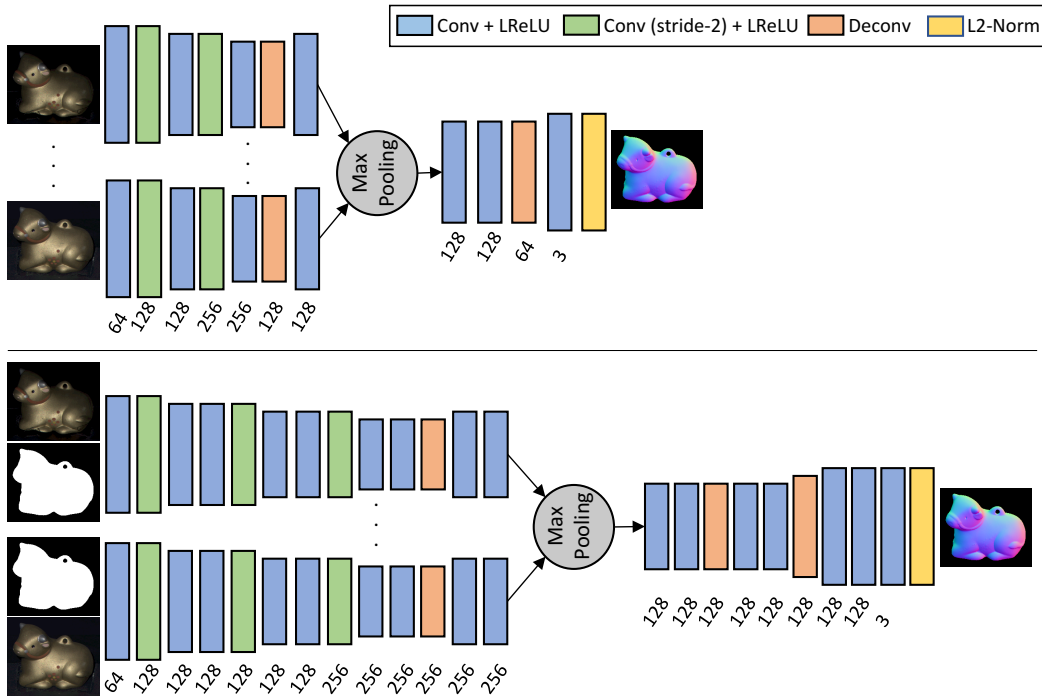 Conv + LReLU Conv (stride-2) + LReLU Deconv L2-Norm
Max
Pooling
64 128 128 256 256 128 128
128 128 64 3
Max
Pooling
64 128 128 128 128 128 128 256 256 256 256 256 256
128 128 128 128 128 128 128 128 3